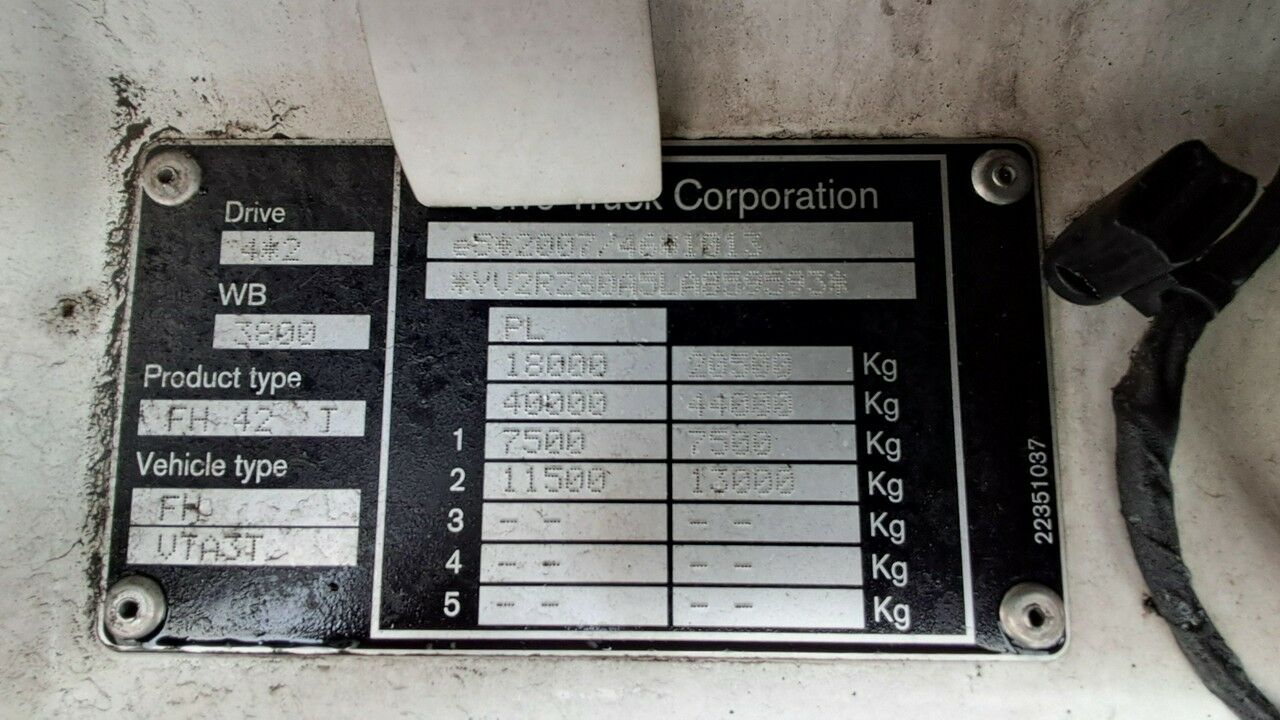 Drive
4*2
WB
3800
Product type
FH 42 T
Vehicle type
FH
VTA3T
Truck Corporation
e5*2007/46*1013
PL
18000 20500 Kg
40000 44000 Kg
1 7500 7500 Kg
2 11500 13000 Kg
3 -- -- -- -- Kg
4 -- -- -- -- Kg
5 -- -- -- -- Kg
22351037